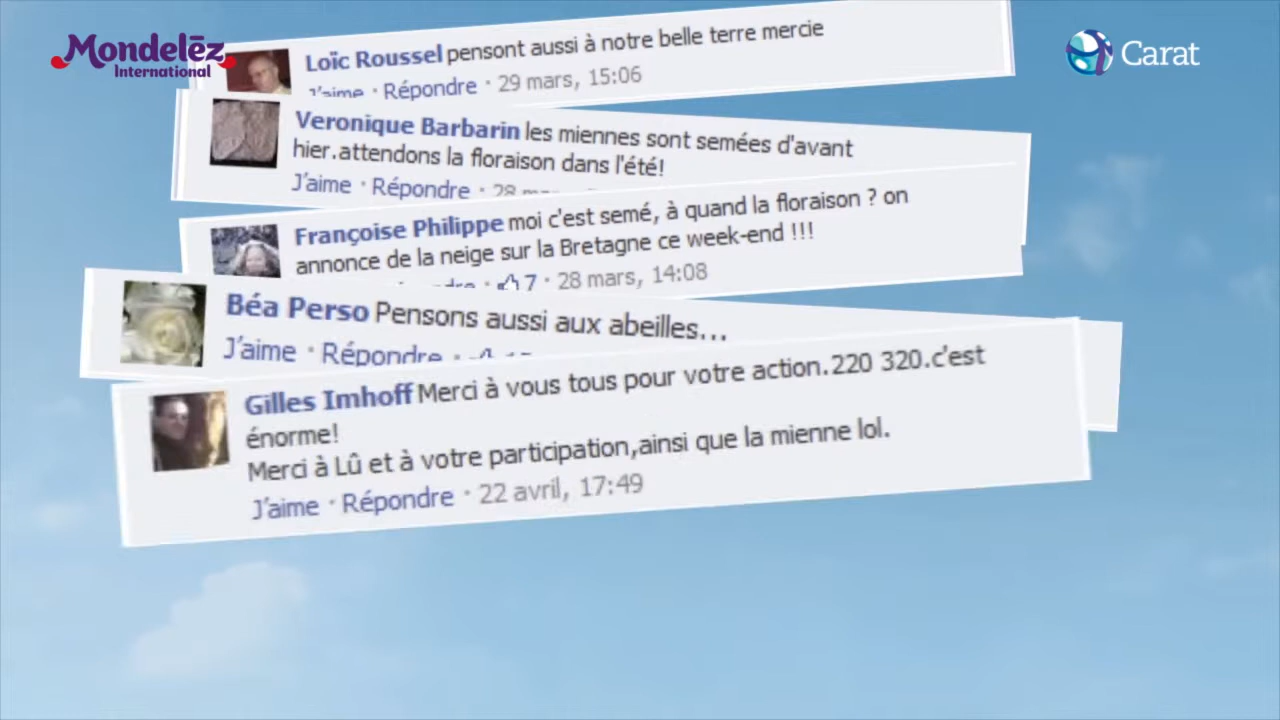 Mondelēz
International
Carat
Loïc Roussel pensont aussi à notre belle terre mercie
J'aime · Répondre · 29 mars, 15:06
Veronique Barbarin les miennes sont semées d'avant
hier.attendons la floraison dans l'été!
J'aime · Répondre · 28
Françoise Philippe moi c'est semé, à quand la floraison ? on
annonce de la neige sur la Bretagne ce week-end !!!
7 · 28 mars, 14:08
Béa Perso Pensons aussi aux abeilles...
J'aime · Répondre ·
Gilles Imhoff Merci à vous tous pour votre action.220 320.c'est
énorme!
Merci à Lû et à votre participation,ainsi que la mienne lol.
J'aime · Répondre · 22 avril, 17:49